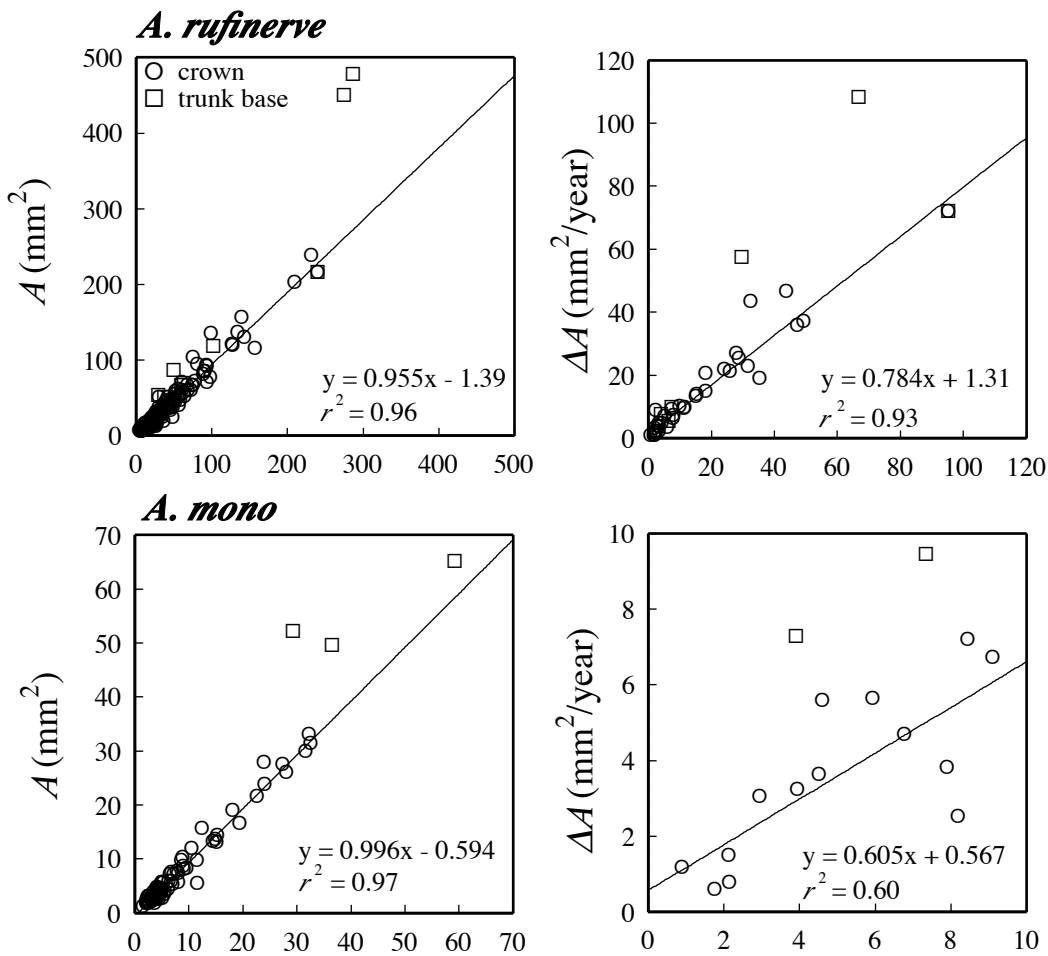 A. rufinerve
500
400
300
200
100
0
0 100 200 300 400 500
A (mm²)
crown
trunk base
y = 0.955x - 1.39
r² = 0.96
120
100
80
60
40
20
0
0 20 40 60 80 100 120
ΔA (mm²/year)
y = 0.784x + 1.31
r² = 0.93
A. mono
70
60
50
40
30
20
10
0
0 10 20 30 40 50 60 70
A (mm²)
y = 0.996x - 0.594
r² = 0.97
10
8
6
4
2
0
0 2 4 6 8 10
ΔA (mm²/year)
y = 0.605x + 0.567
r² = 0.60